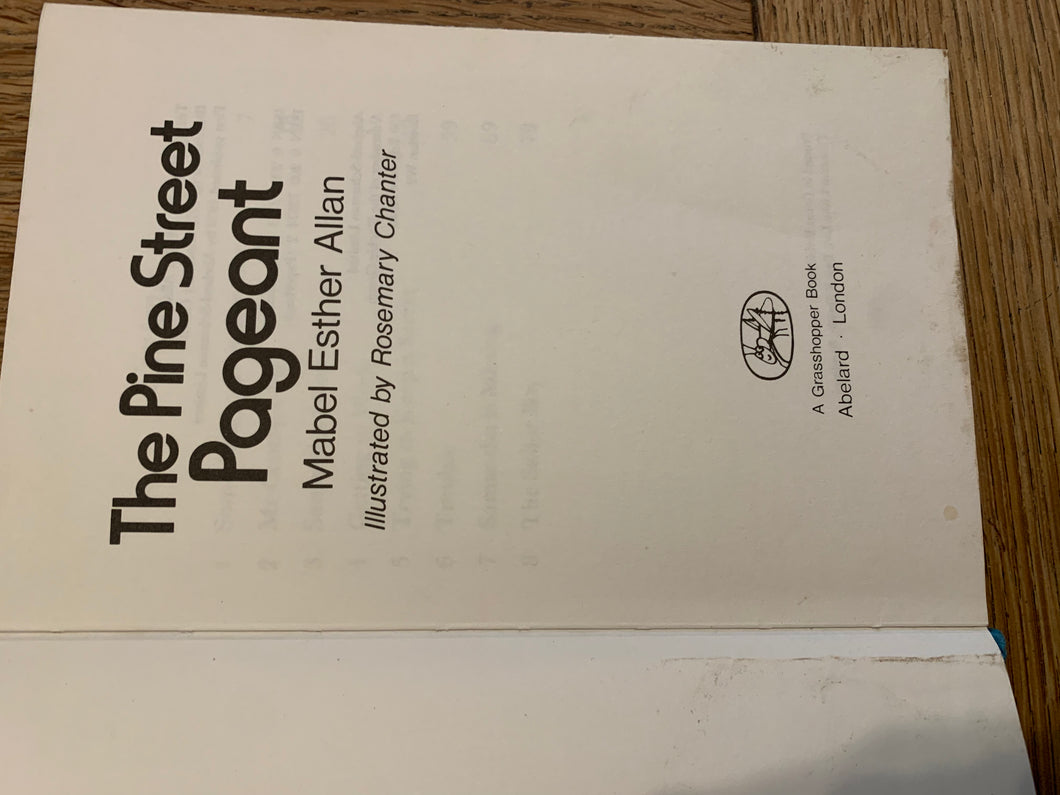 The Pine Street
Pageant
Mabel Esther Allan
Illustrated by Rosemary Chanter
A Grasshopper Book
Abelard · London